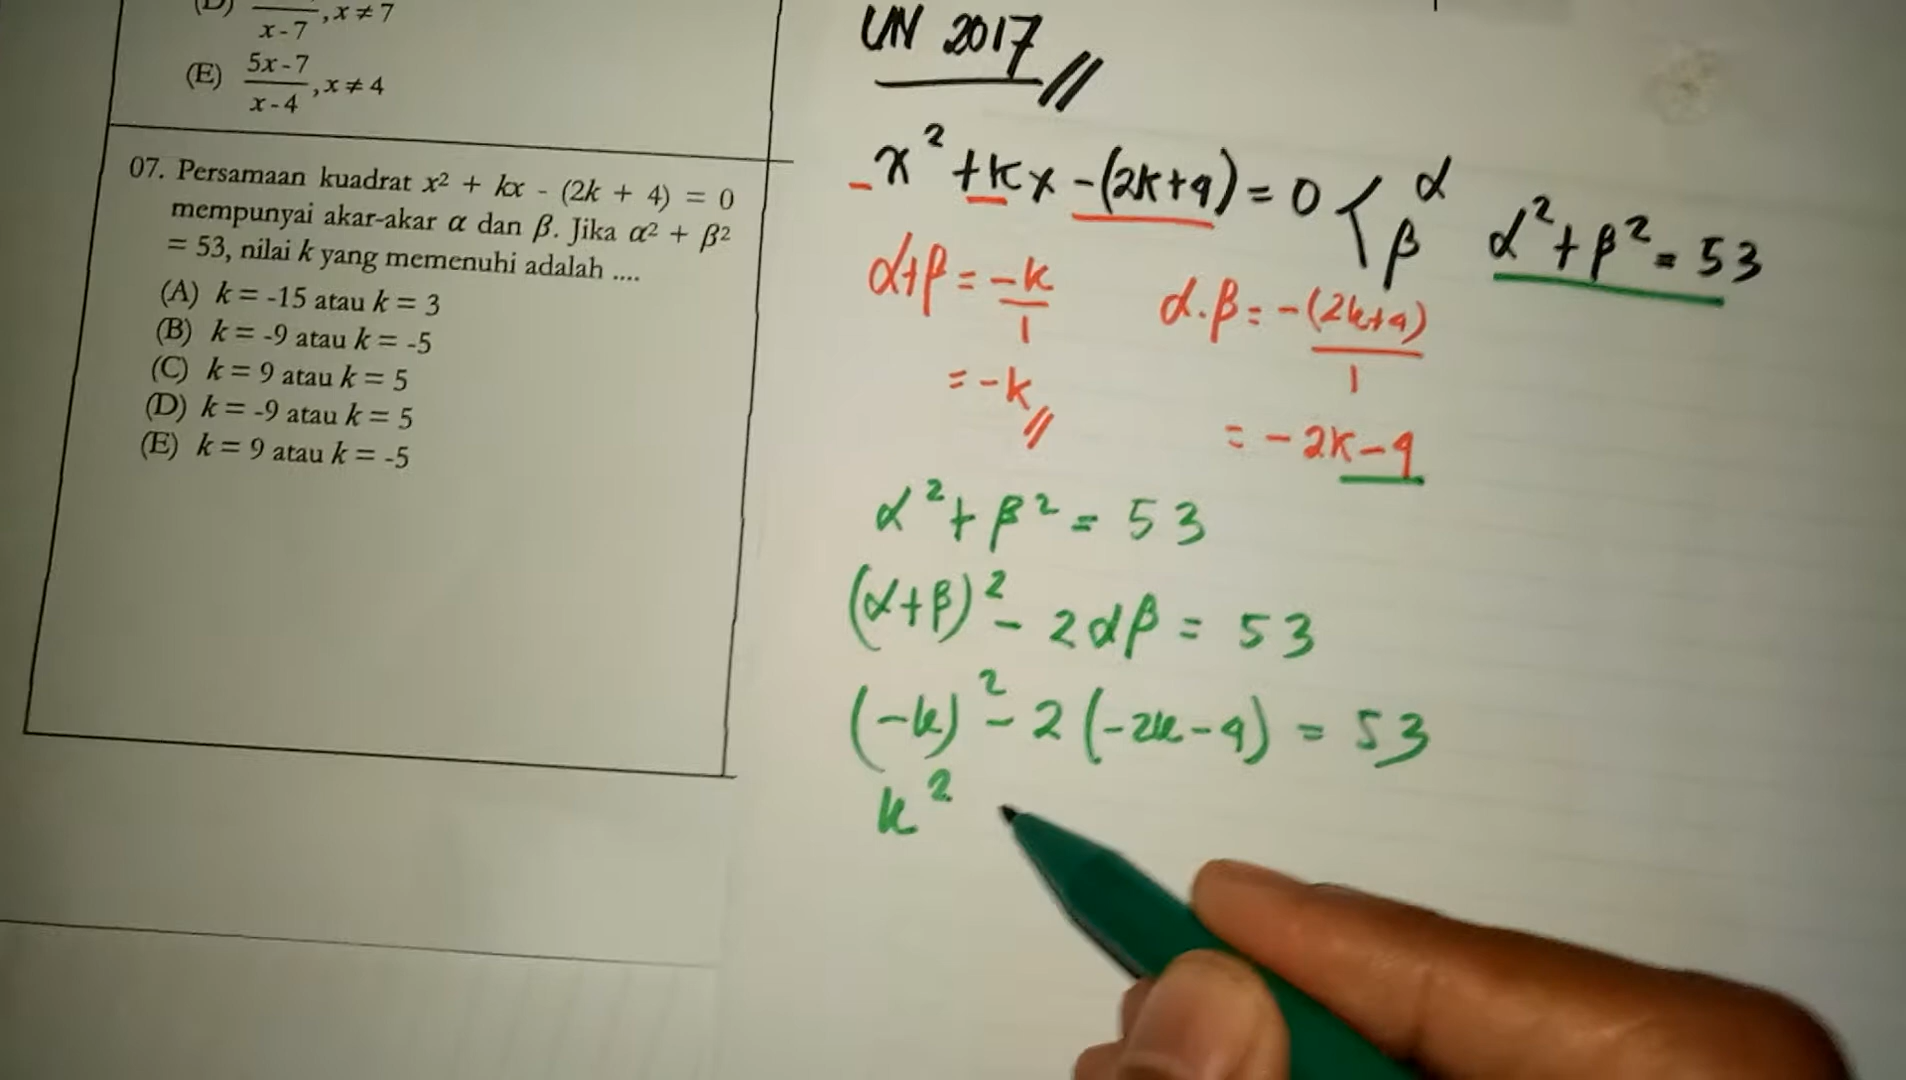 x - 7 , x ≠ 7
(E) 5x - 7
x - 4 , x ≠ 4
07. Persamaan kuadrat x² + kx - (2k + 4) = 0
mempunyai akar-akar α dan β. Jika α² + β²
= 53, nilai k yang memenuhi adalah ....
(A) k = -15 atau k = 3
(B) k = -9 atau k = -5
(C) k = 9 atau k = 5
(D) k = -9 atau k = 5
(E) k = 9 atau k = -5
UN 2017
x² + kx - (2k+4) = 0 < α β α² + β² = 53
α+β = -k/1
= -k
α.β = -(2k+4)/1
= -2k-4
α² + β² = 53
(α+β)² - 2αβ = 53
(-k)² - 2(-2k-4) = 53
k²